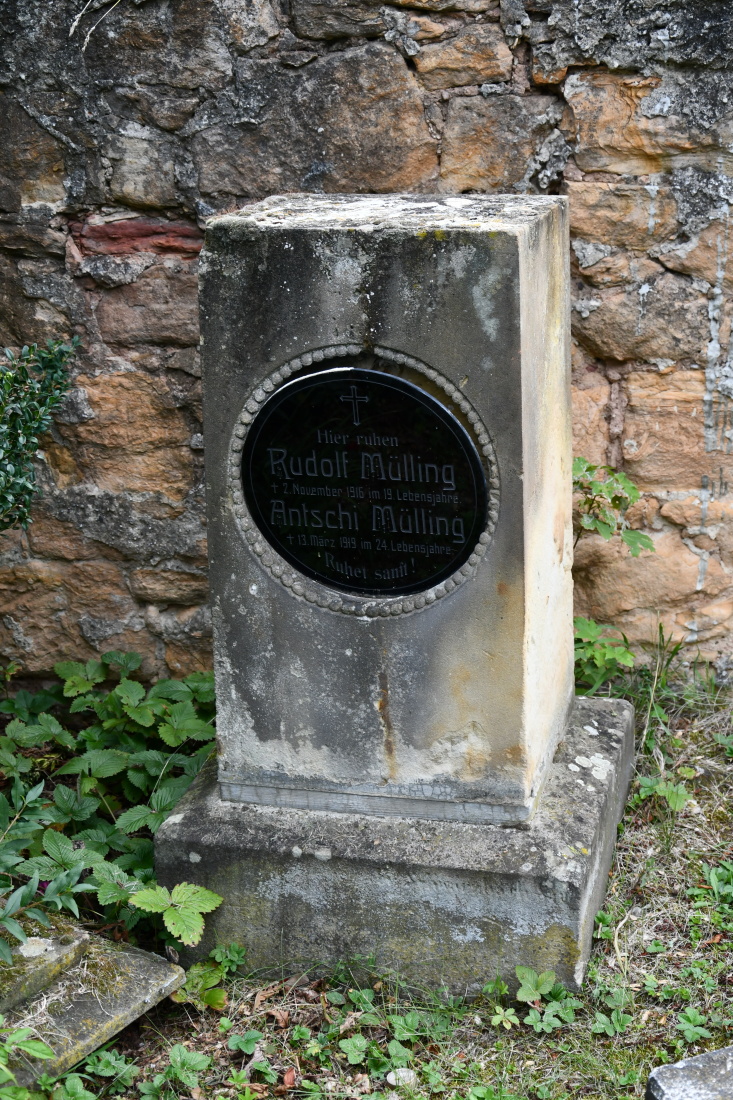 Hier ruhen
Rudolf Mülling
† 2. November 1916 im 19. Lebensjahre.
Antschi Mülling
† 13. März 1919 im 24. Lebensjahre.
Ruhet sanft!